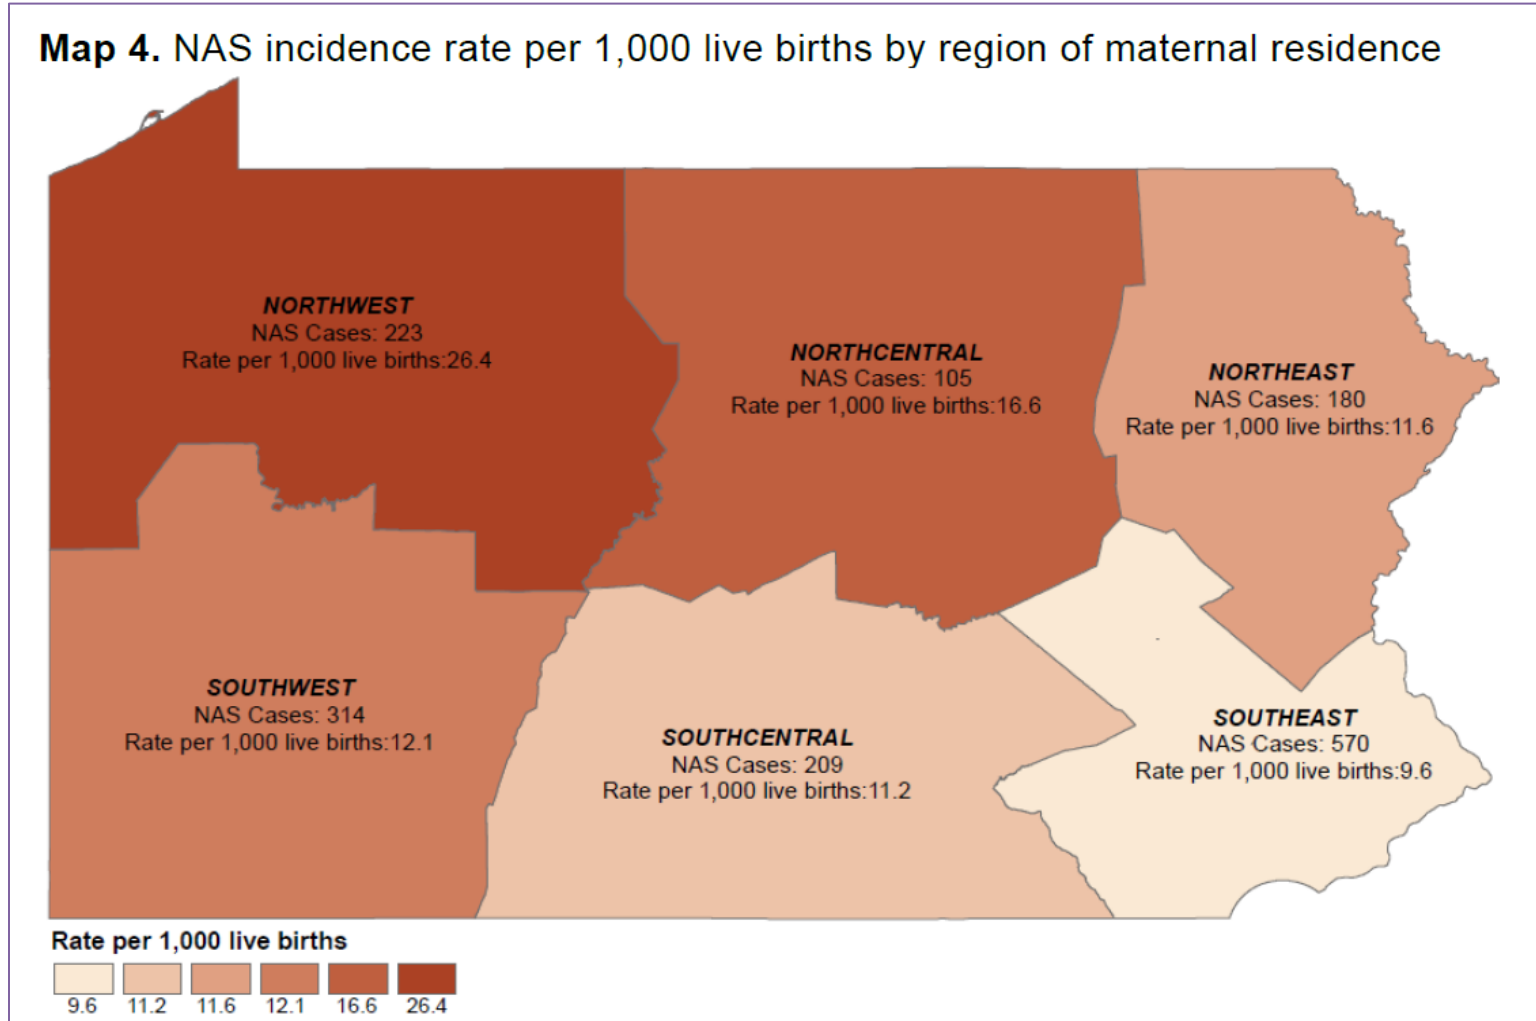 Map 4. NAS incidence rate per 1,000 live births by region of maternal residence
NORTHWEST
NAS Cases: 223
Rate per 1,000 live births:26.4
NORTHCENTRAL
NAS Cases: 105
Rate per 1,000 live births:16.6
NORTHEAST
NAS Cases: 180
Rate per 1,000 live births:11.6
SOUTHWEST
NAS Cases: 314
Rate per 1,000 live births:12.1
SOUTHCENTRAL
NAS Cases: 209
Rate per 1,000 live births:11.2
SOUTHEAST
NAS Cases: 570
Rate per 1,000 live births:9.6
Rate per 1,000 live births
9.6 11.2 11.6 12.1 16.6 26.4